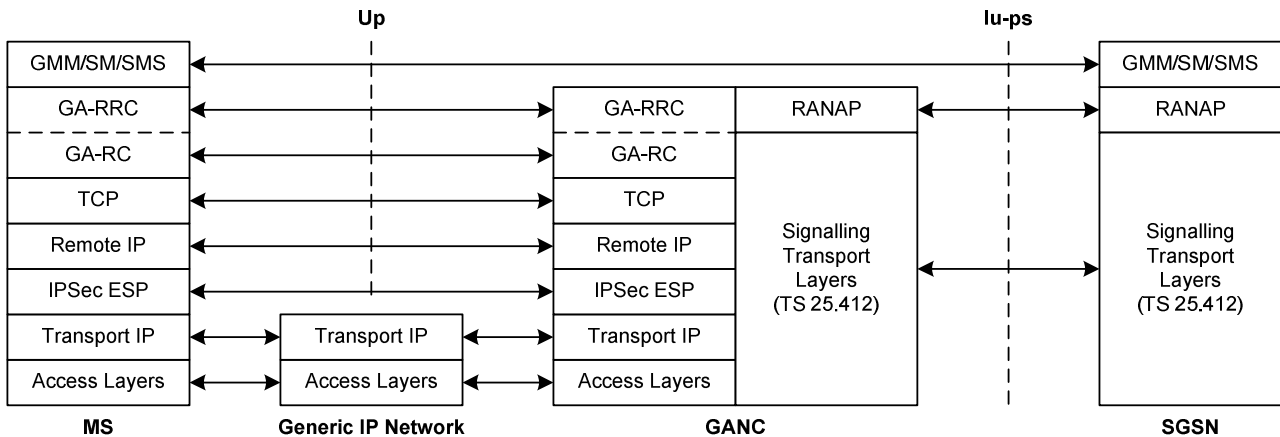 Up
Iu-ps
GMM/SM/SMS
GMM/SM/SMS
GA-RRC
GA-RRC
RANAP
RANAP
GA-RC
GA-RC
TCP
TCP
Remote IP
Remote IP
Signalling
Transport
Layers
(TS 25.412)
Signalling
Transport
Layers
(TS 25.412)
IPSec ESP
IPSec ESP
Transport IP
Transport IP
Transport IP
Access Layers
Access Layers
Access Layers
MS
Generic IP Network
GANC
SGSN